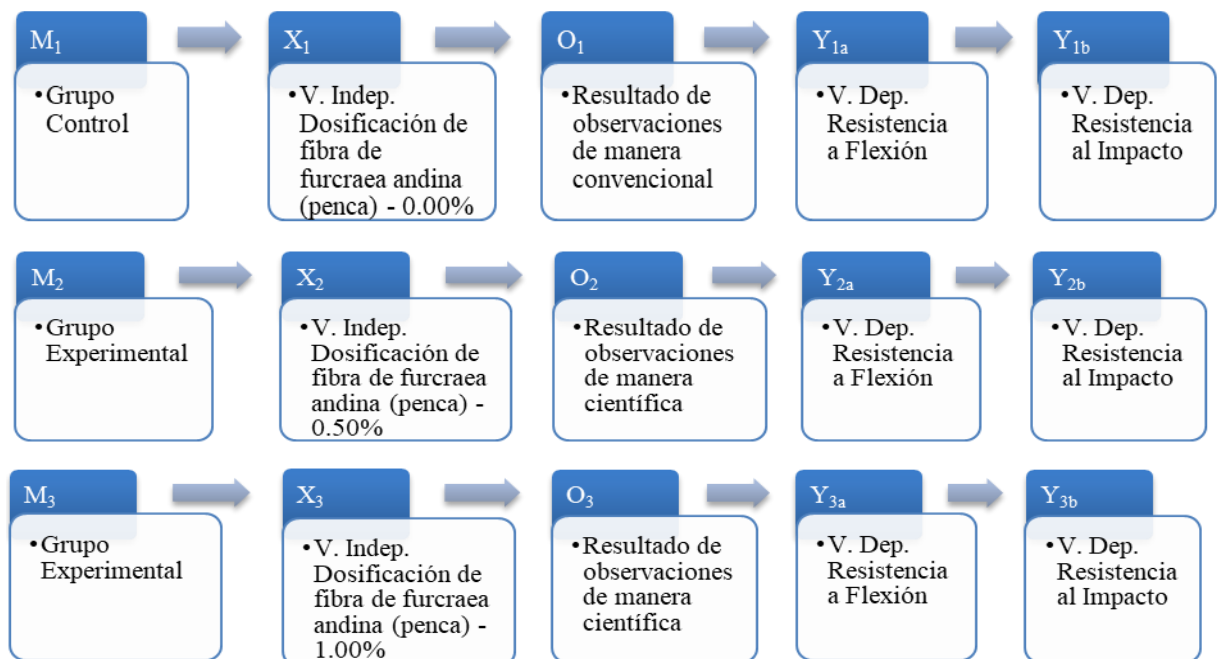 M₁
•Grupo
Control
X₁
•V. Indep.
Dosificación de
fibra de
furcraea andina
(penca) - 0.00%
O₁
•Resultado de
observaciones
de manera
convencional
Y₁ₐ
•V. Dep.
Resistencia
a Flexión
Y₁b
•V. Dep.
Resistencia
al Impacto
M₂
•Grupo
Experimental
X₂
•V. Indep.
Dosificación de
fibra de furcraea
andina (penca) -
0.50%
O₂
•Resultado de
observaciones
de manera
científica
Y₂ₐ
•V. Dep.
Resistencia
a Flexión
Y₂b
•V. Dep.
Resistencia
al Impacto
M₃
•Grupo
Experimental
X₃
•V. Indep.
Dosificación de
fibra de furcraea
andina (penca) -
1.00%
O₃
•Resultado de
observaciones
de manera
científica
Y₃ₐ
•V. Dep.
Resistencia
a Flexión
Y₃b
•V. Dep.
Resistencia
al Impacto